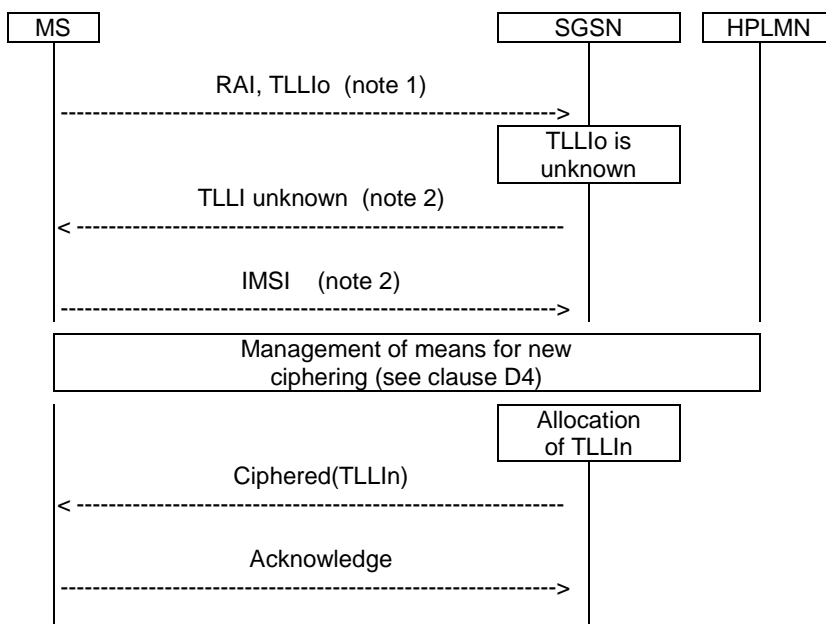 MS SGSN HPLMN
RAI, TLLIo (note 1)
TLLIo is
unknown
TLLI unknown (note 2)
IMSI (note 2)
Management of means for new
ciphering (see clause D4)
Allocation
of TLLIn
Ciphered(TLLIn)
Acknowledge